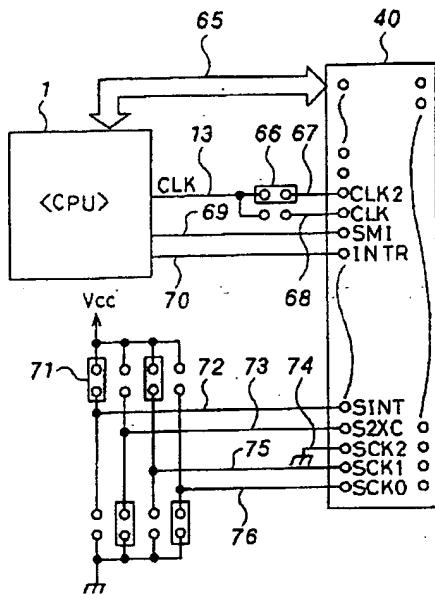 65
40
1
13
66
67
CLK
<CPU>
CLK2
CLK
SMI
INTR
69
70
68
Vcc
71
72
73
74
SINT
S2XC
SCK2
SCK1
SCK0
75
76